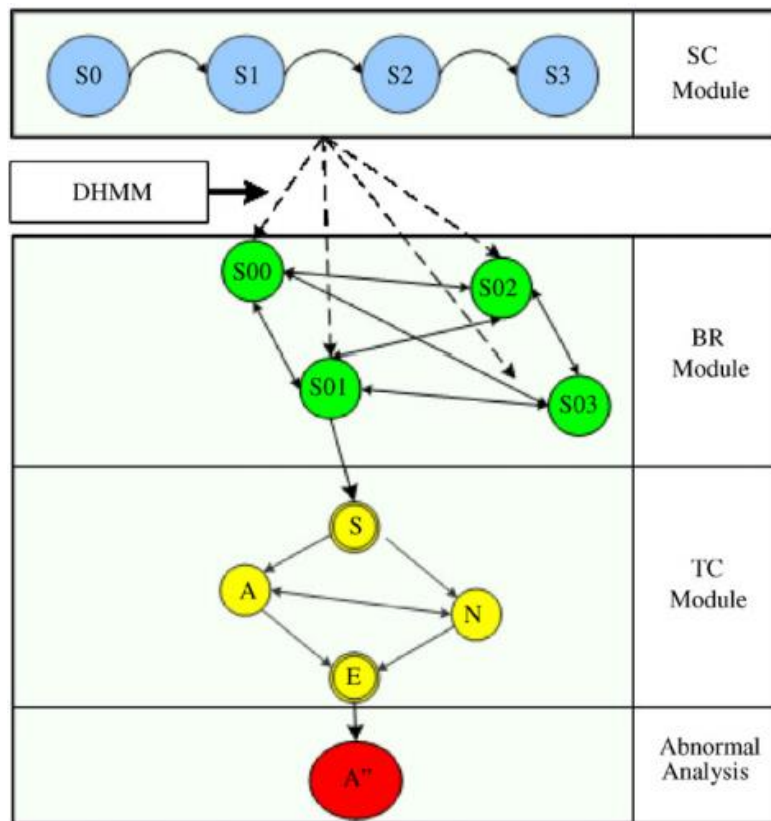 S0
S1
S2
S3
SC
Module
DHMM
S00
S02
S01
S03
BR
Module
S
A
N
E
TC
Module
A”
Abnormal
Analysis